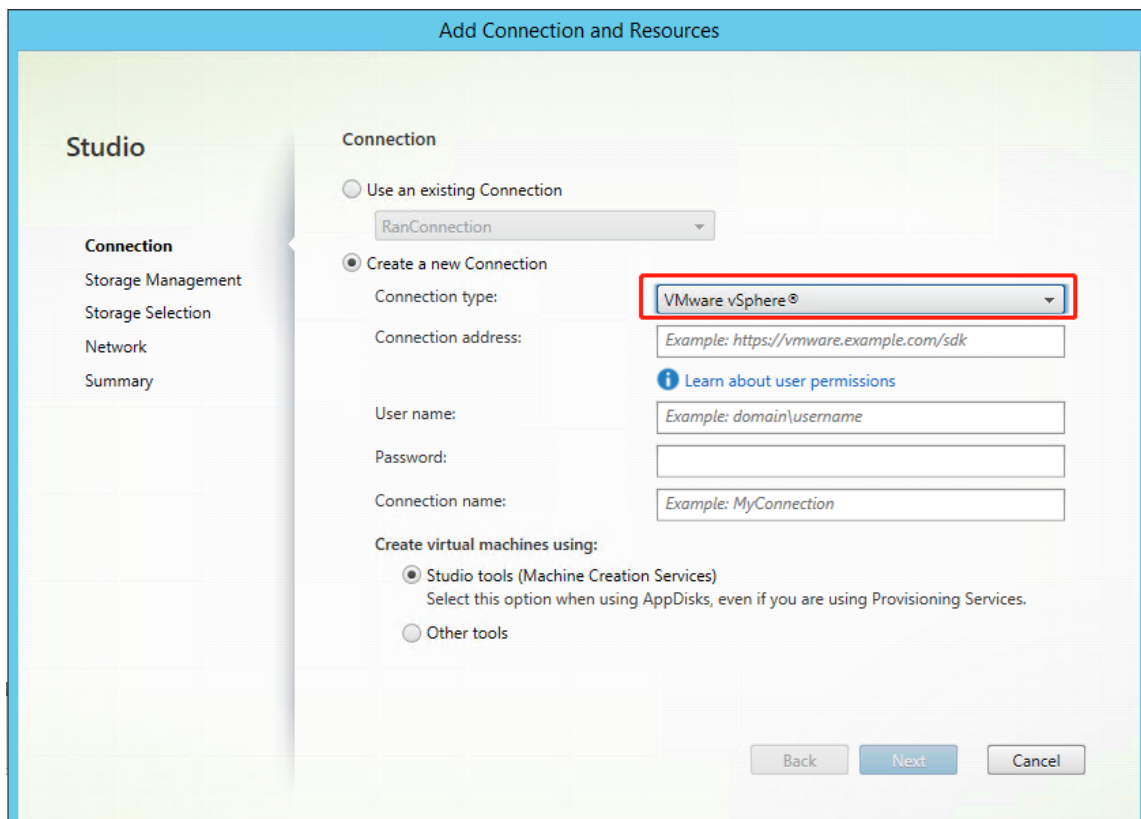 Add Connection and Resources
Studio
Connection
Storage Management
Storage Selection
Network
Summary
Connection
Use an existing Connection
RanConnection
Create a new Connection
Connection type:
VMware vSphere®
Connection address:
Example: https://vmware.example.com/sdk
Learn about user permissions
User name:
Example: domain\username
Password:
Connection name:
Example: MyConnection
Create virtual machines using:
Studio tools (Machine Creation Services)
Select this option when using AppDisks, even if you are using Provisioning Services.
Other tools
Back
Next
Cancel